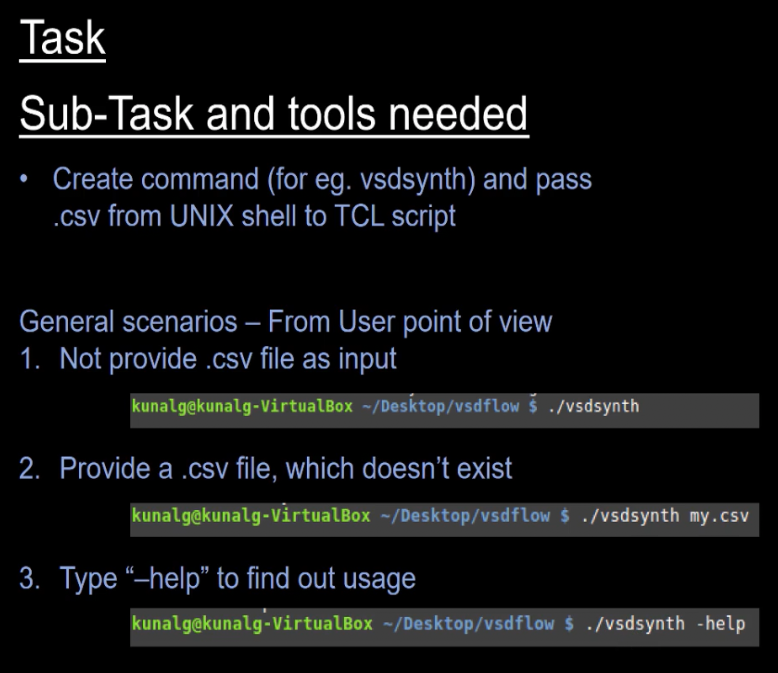 Task
Sub-Task and tools needed
• Create command (for eg. vsdsynth) and pass
.csv from UNIX shell to TCL script
General scenarios – From User point of view
1. Not provide .csv file as input
kunalg@kunalg-VirtualBox ~/Desktop/vsdflow $ ./vsdsynth
2. Provide a .csv file, which doesn’t exist
kunalg@kunalg-VirtualBox ~/Desktop/vsdflow $ ./vsdsynth my.csv
3. Type “–help” to find out usage
kunalg@kunalg-VirtualBox ~/Desktop/vsdflow $ ./vsdsynth -help